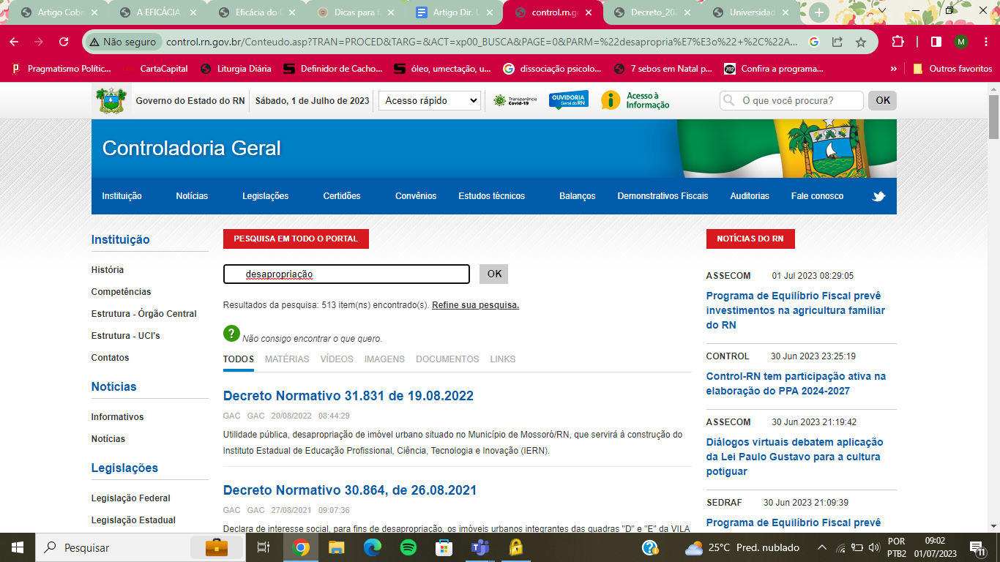 Artigo Cobr
A EFICÁCIA
Eficácia do
Dicas para
Artigo Dir.
control.rn.g
Decreto_20
Universidad
Não seguro
control.rn.gov.br/Conteudo.asp?TRAN=PROCED&TARG=&ACT=xp00_BUSCA&PAGE=0&PARM=%22desapropria%E7%E3o%22+%2C%22A...
M
Pragmatismo Polític...
CartaCapital
Liturgia Diária
Definidor de Cacho...
óleo, umectação, u...
dissociação psicolo...
7 sebos em Natal p...
Confira a programa...
»
Outros favoritos
Governo do Estado do RN
Sábado, 1 de Julho de 2023
Acesso rápido
Transparência
Covid-19
OUVIDORIA
Geral do RN
Acesso à
Informação
O que você procura?
OK
Controladoria Geral
Instituição
Notícias
Legislações
Certidões
Convênios
Estudos técnicos
Balanços
Demonstrativos Fiscais
Auditorias
Fale conosco
Instituição
História
Competências
Estrutura - Órgão Central
Estrutura - UCI's
Contatos
Notícias
Informativos
Notícias
Legislações
Legislação Federal
Legislação Estadual
PESQUISA EM TODO O PORTAL
desapropriação
OK
Resultados da pesquisa: 513 item(ns) encontrado(s). Refine sua pesquisa.
? Não consigo encontrar o que quero.
TODOS MATÉRIAS VÍDEOS IMAGENS DOCUMENTOS LINKS
Decreto Normativo 31.831 de 19.08.2022
GAC GAC 20/08/2022 08:44:29
Utilidade pública, desapropriação de imóvel urbano situado no Município de Mossoró/RN, que servirá á construção do
Instituto Estadual de Educação Profissional, Ciência, Tecnologia e Inovação (IERN).
Decreto Normativo 30.864, de 26.08.2021
GAC GAC 27/08/2021 09:07:36
Declara de interesse social, para fins de desapropriação, os imóveis urbanos integrantes das quadras "D" e "E" da VILA
NOTÍCIAS DO RN
ASSECOM 01 Jul 2023 08:29:05
Programa de Equilíbrio Fiscal prevê
investimentos na agricultura familiar
do RN
CONTROL 30 Jun 2023 23:25:19
Control-RN tem participação ativa na
elaboração do PPA 2024-2027
ASSECOM 30 Jun 2023 21:19:42
Diálogos virtuais debatem aplicação
da Lei Paulo Gustavo para a cultura
potiguar
SEDRAF 30 Jun 2023 21:09:39
Programa de Equilíbrio Fiscal prevê
Pesquisar
25°C Pred. nublado
POR
PTB2
09:02
01/07/2023
11